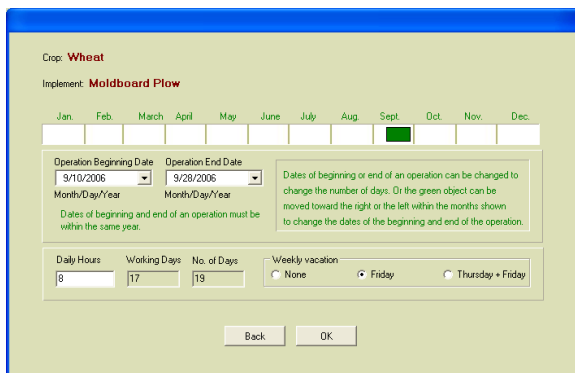 Crop: Wheat
Implement: Moldboard Plow
Jan. Feb. March April May June July Aug. Sept. Oct. Nov. Dec.
Operation Beginning Date Operation End Date
9/10/2006 9/28/2006
Month/Day/Year Month/Day/Year
Dates of beginning and end of an operation must be
within the same year.
Dates of beginning or end of an operation can be changed to
change the number of days. Or the green object can be
moved toward the right or the left within the months shown
to change the dates of the beginning and end of the operation.
Daily Hours Working Days No. of Days Weekly vacation
8 17 19 None Friday Thursday + Friday
Back OK